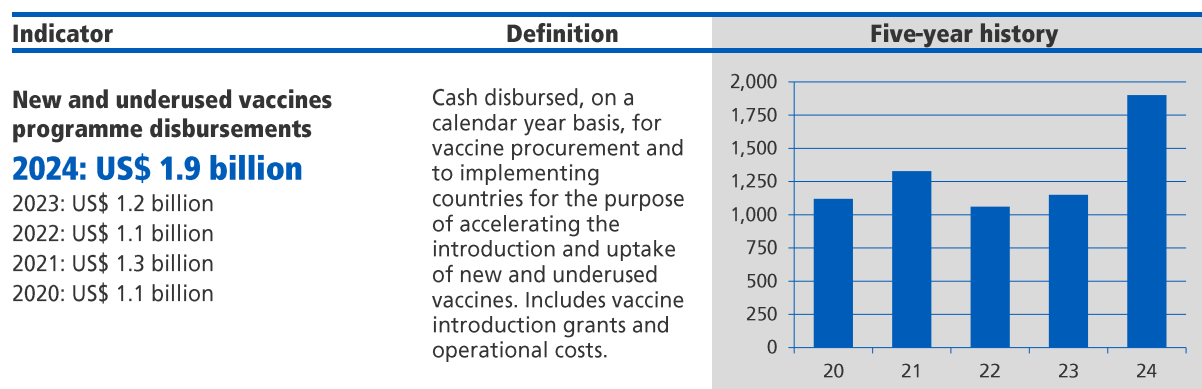 Indicator
Definition
Five-year history
New and underused vaccines
programme disbursements
2024: US$ 1.9 billion
2023: US$ 1.2 billion
2022: US$ 1.1 billion
2021: US$ 1.3 billion
2020: US$ 1.1 billion
Cash disbursed, on a
calendar year basis, for
vaccine procurement and
to implementing
countries for the purpose
of accelerating the
introduction and uptake
of new and underused
vaccines. Includes vaccine
introduction grants and
operational costs.
2,000
1,750
1,500
1,250
1,000
750
500
250
0
20 21 22 23 24